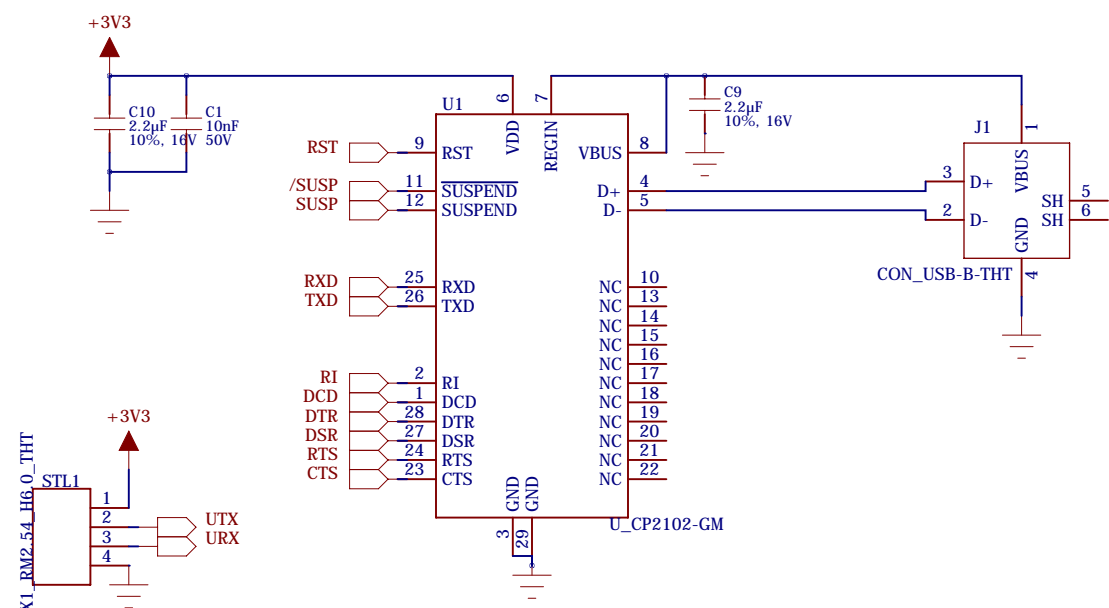 +3V3
C10
2.2µF
10%, 16V
C1
10nF
50V
U1
6
VDD
7
REGIN
C9
2.2µF
10%, 16V
J1
1
VBUS
RST
9
RST
VBUS
8
/SUSP
11
SUSPEND
SUSP
12
SUSPEND
D+
4
D-
5
3
D+
2
D-
SH
5
SH
6
GND
4
CON_USB-B-THT
RXD
25
RXD
TXD
26
TXD
NC
10
NC
13
NC
14
NC
15
NC
16
NC
17
NC
18
NC
19
NC
20
NC
21
NC
22
RI
2
RI
DCD
1
DCD
DTR
28
DTR
DSR
27
DSR
RTS
24
RTS
CTS
23
CTS
GND
GND
3
29
U_CP2102-GM
+3V3
STL1
1
2
UTX
3
URX
4
X1_RM2.54_H6.0_THT